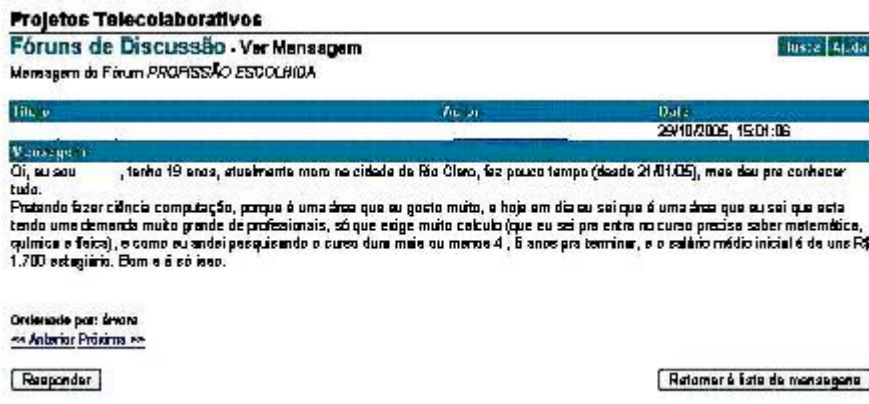 Projetos Telecolaborativos
Fóruns de Discussão - Ver Mensagem
Busca Ajuda
Mensagem do Fórum PROFISSÃO ESCOLHIDA
Título Autor Data
29/10/2005, 15:01:06
Mensagem
Oi, eu sou , tenho 19 anos, atualmente moro na cidade de Rio Claro, faz pouco tempo (desde 21/01/05), mas deu pra conhecer
tudo.
Pretendo fazer ciência computação, porque é uma área que eu gosto muito, e hoje em dia eu sei que é uma área que eu sei que esta
tendo uma demanda muito grande de profissionais, só que exige muito calculo (que eu sei pra entra no curso precisa saber matemática,
química e física), e como eu andei pesquisando o curso dura mais ou menos 4 , 5 anos pra terminar, e o salário médio inicial é de uns R$
1.700 estagiário. Bom e é só isso.
Ordenado por: árvore
<< Anterior Próxima >>
Responder
Retornar à lista de mensagens